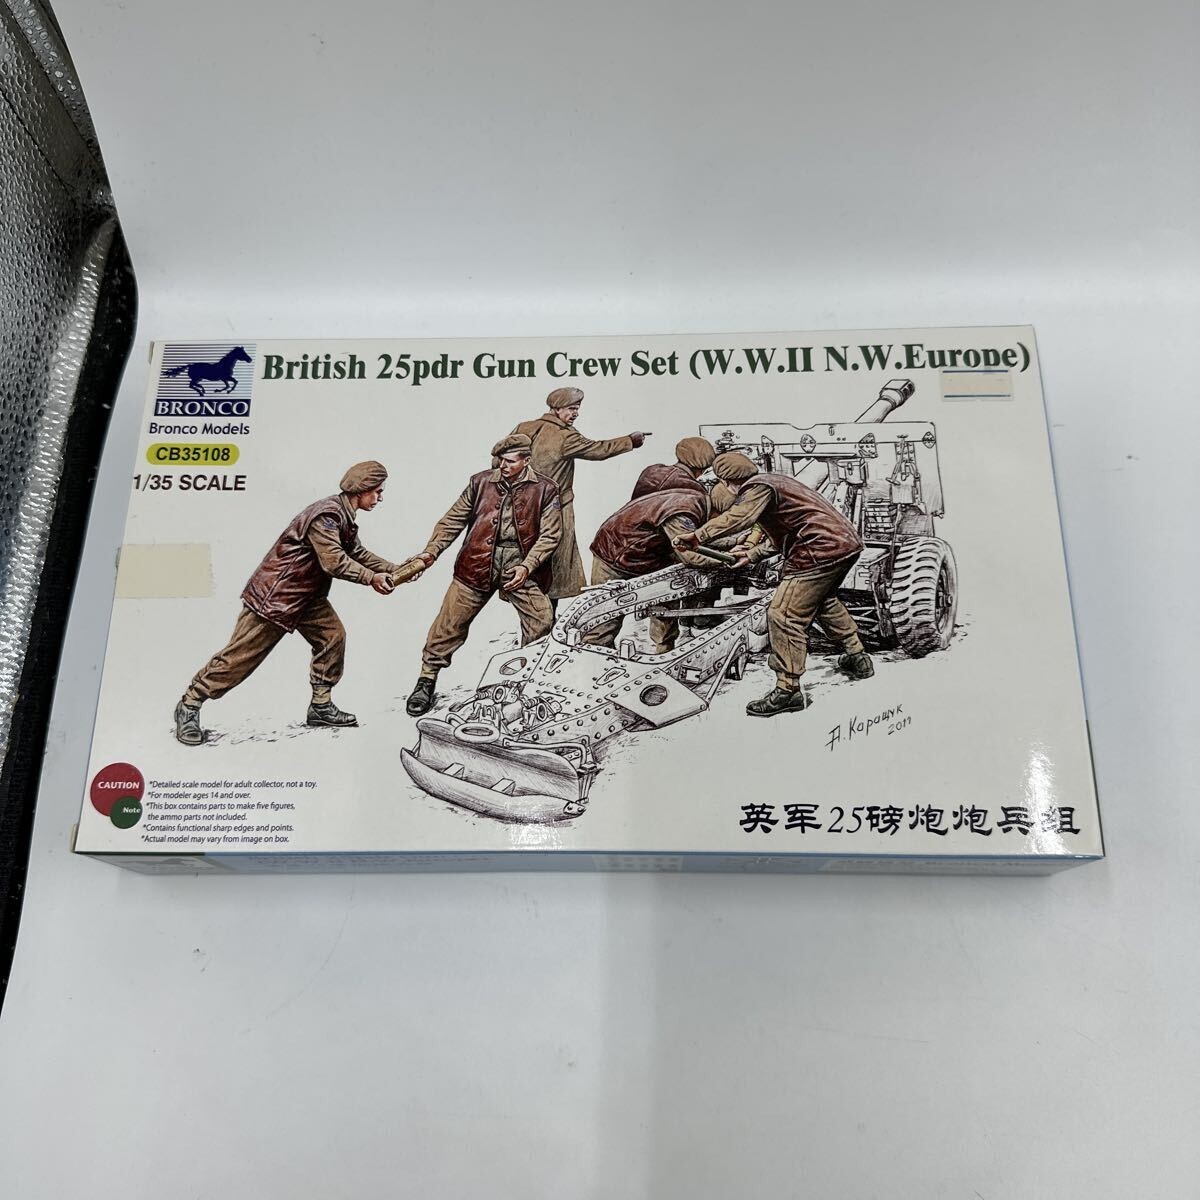 British 25pdr Gun Crew Set (W.W.II N.W.Europe)
BRONCO
Bronco Models
CB35108
1/35 SCALE
А. Каращук
2011
CAUTION
Note
*Detailed scale model for adult collector, not a toy.
*For modeler ages 14 and over.
*This box contains parts to make five figures,
the ammo parts not included.
*Contains functional sharp edges and points.
*Actual model may vary from image on box.
英军25磅炮炮兵组